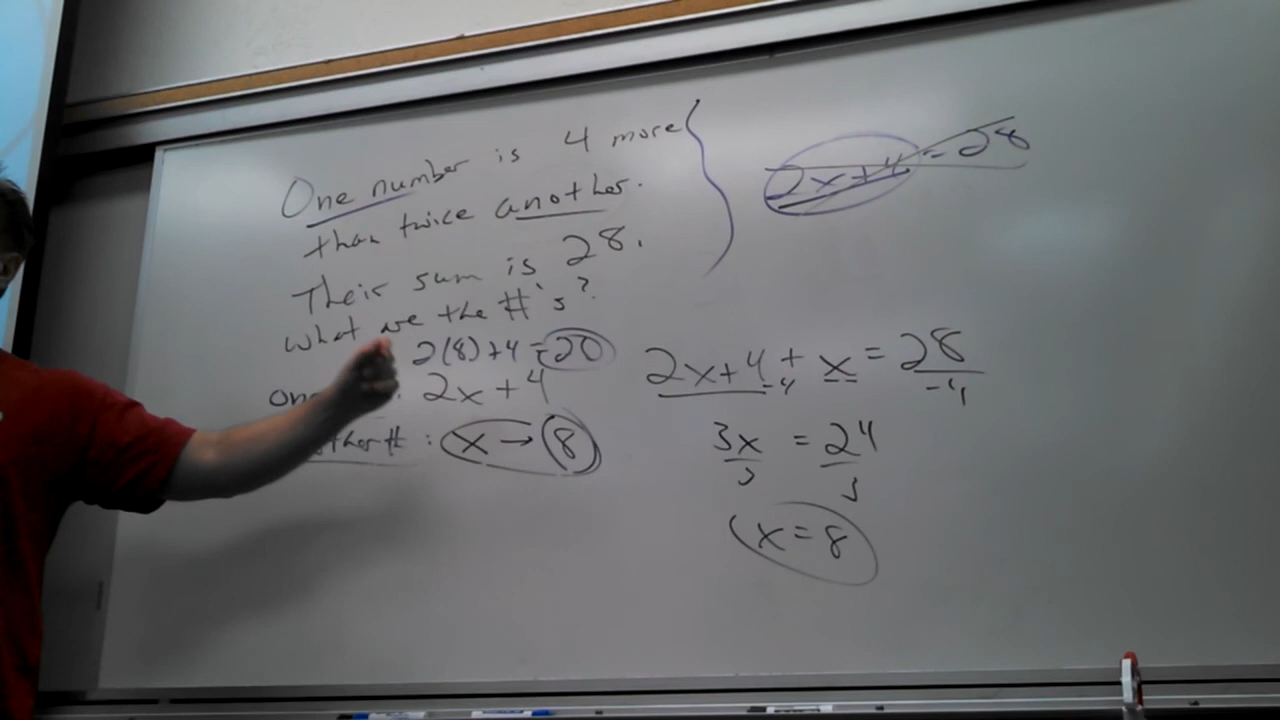 One number is 4 more
than twice another.
Their sum is 28.
What are the #'s?
2(8)+4=20
2x+4
x → 8
2x+4=28
2x+4 + x = 28
-4 -4
3x = 24
3 3
x = 8